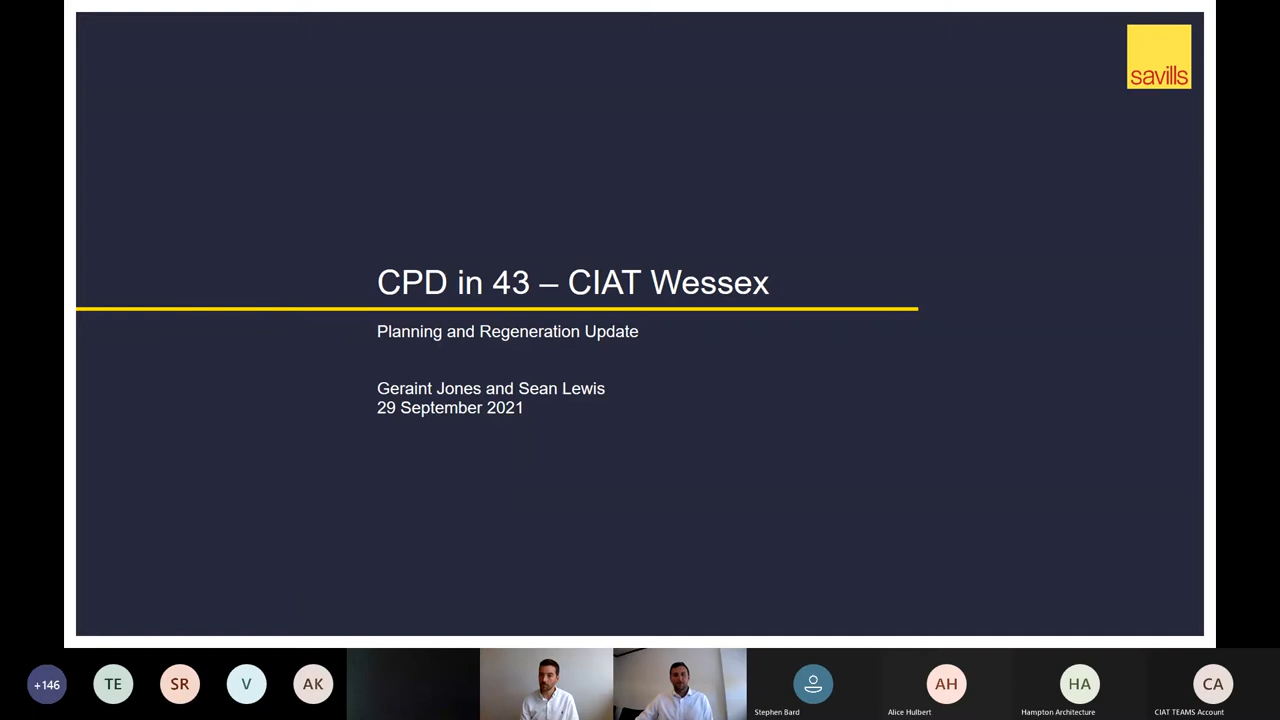 savills
CPD in 43 – CIAT Wessex
Planning and Regeneration Update
Geraint Jones and Sean Lewis
29 September 2021
+146
TE
SR
V
AK
Stephen Bard
AH
Alice Hulbert
HA
Hampton Architecture
CA
CIAT TEAMS Account